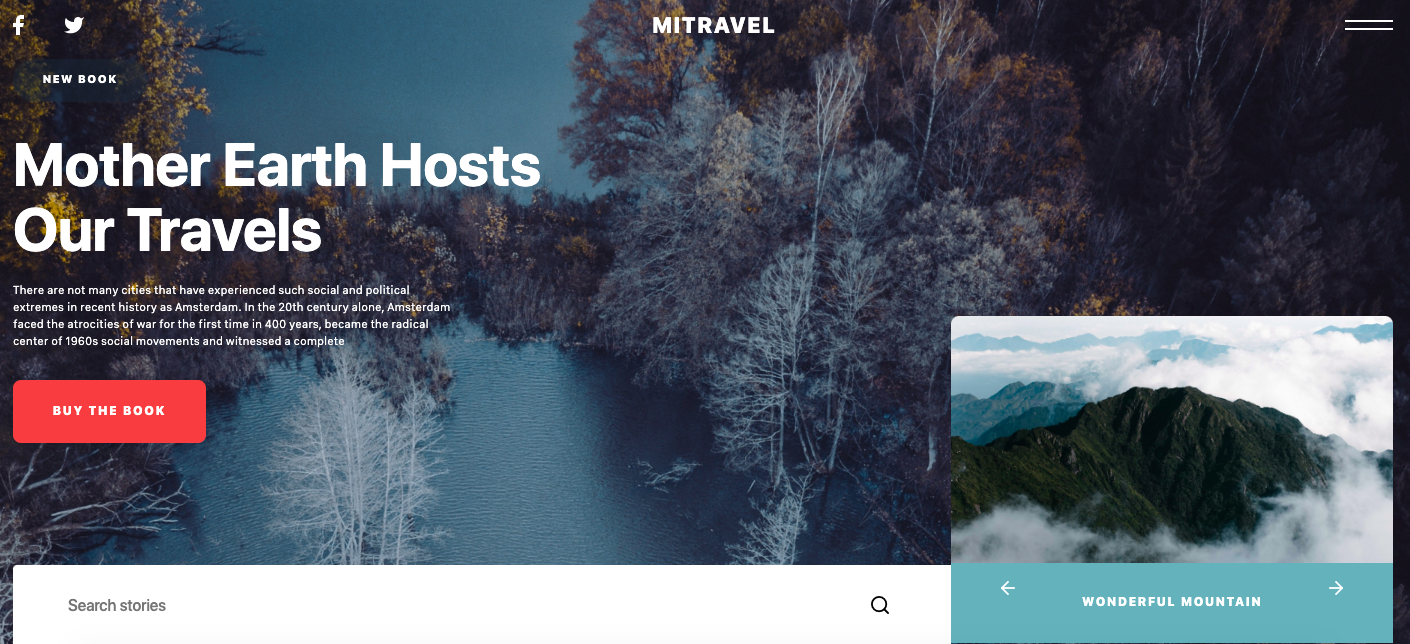 MITRAVEL
NEW BOOK
Mother Earth Hosts
Our Travels
There are not many cities that have experienced such social and political
extremes in recent history as Amsterdam. In the 20th century alone, Amsterdam
faced the atrocities of war for the first time in 400 years, became the radical
center of 1960s social movements and witnessed a complete
BUY THE BOOK
Search stories
WONDERFUL MOUNTAIN